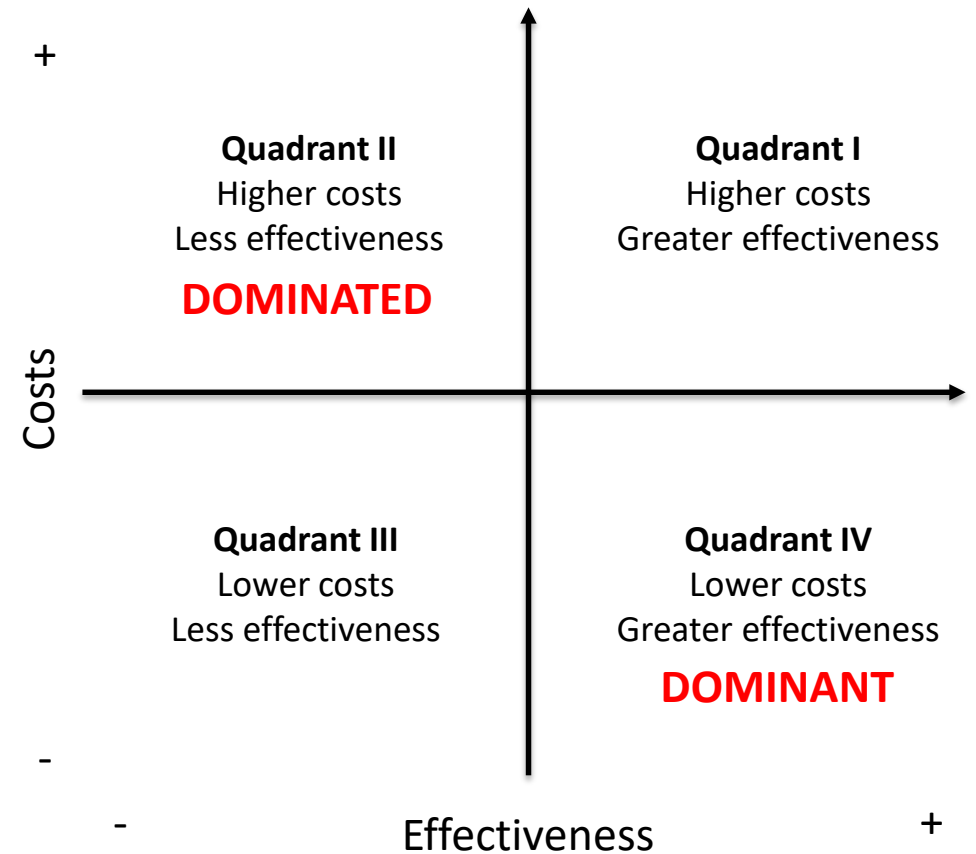 +
Quadrant II
Higher costs
Less effectiveness
DOMINATED
Quadrant I
Higher costs
Greater effectiveness
Costs
Quadrant III
Lower costs
Less effectiveness
Quadrant IV
Lower costs
Greater effectiveness
DOMINANT
-
-
Effectiveness
+